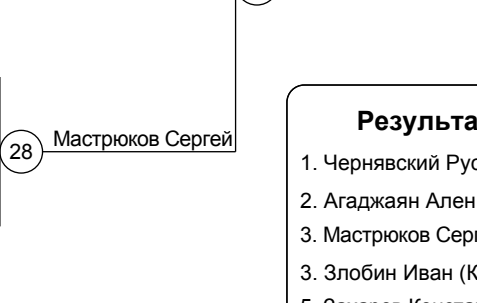 28
Мастрюков Сергей
Результа
1. Чернявский Рус
2. Агаджаян Ален
3. Мастрюков Серг
3. Злобин Иван (К